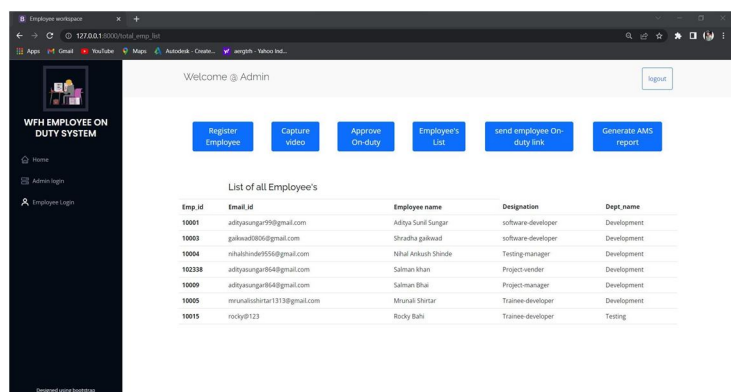 Employee workspace
127.0.0.1:8000/total_emp_list
Apps Gmail YouTube Maps Autodesk - Create... aergtrh - Yahoo Ind...
WFH EMPLOYEE ON
DUTY SYSTEM
Home
Admin login
Employee Login
Designed using bootstrap
Welcome @ Admin
logout
Register
Employee
Capture
video
Approve
On-duty
Employee's
List
send employee On-
duty link
Generate AMS
report
List of all Employee's
Emp_id Email_id Employee name Designation Dept_name
10001 adityasungar99@gmail.com Aditya Sunil Sungar software-developer Development
10003 gaikwad0806@gmail.com Shradha gaikwad software-developer Development
10004 nihalshinde9556@gmail.com Nihal Ankush Shinde Testing-manager Development
102338 adityasungar864@gmail.com Salman khan Project-vender Development
10009 adityasungar864@gmail.com Salman Bhai Project-manager Development
10005 mrunalisshirtar1313@gmail.com Mrunali Shirtar Trainee-developer Development
10015 rocky@123 Rocky Bahi Trainee-developer Testing